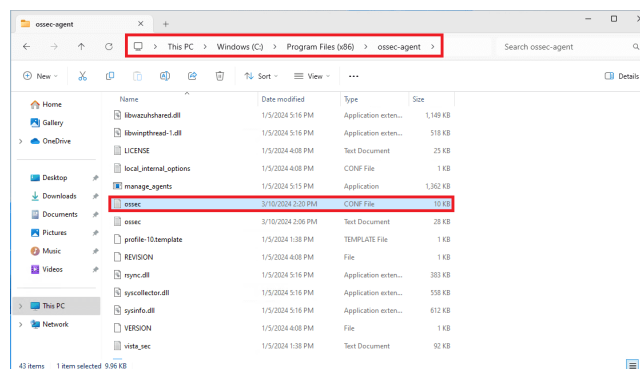 ossec-agent
This PC > Windows (C:) > Program Files (x86) > ossec-agent >
Search ossec-agent
New
Sort
View
Details
Name Date modified Type Size
Home
Gallery
OneDrive
Desktop
Downloads
Documents
Pictures
Music
Videos
This PC
Network
libwazuhshared.dll 1/5/2024 5:16 PM Application exten... 1,149 KB
libwinpthread-1.dll 1/5/2024 5:16 PM Application exten... 518 KB
LICENSE 1/5/2024 4:08 PM Text Document 25 KB
local_internal_options 1/5/2024 4:08 PM CONF File 1 KB
manage_agents 1/5/2024 5:15 PM Application 1,362 KB
ossec 3/10/2024 2:20 PM CONF File 10 KB
ossec 3/10/2024 2:06 PM Text Document 28 KB
profile-10.template 1/5/2024 1:38 PM TEMPLATE File 1 KB
REVISION 1/5/2024 4:08 PM File 1 KB
rsync.dll 1/5/2024 5:16 PM Application exten... 383 KB
syscollector.dll 1/5/2024 5:16 PM Application exten... 558 KB
sysinfo.dll 1/5/2024 5:16 PM Application exten... 612 KB
VERSION 1/5/2024 4:08 PM File 1 KB
vista_sec 1/5/2024 1:38 PM Text Document 92 KB
43 items 1 item selected 9.96 KB